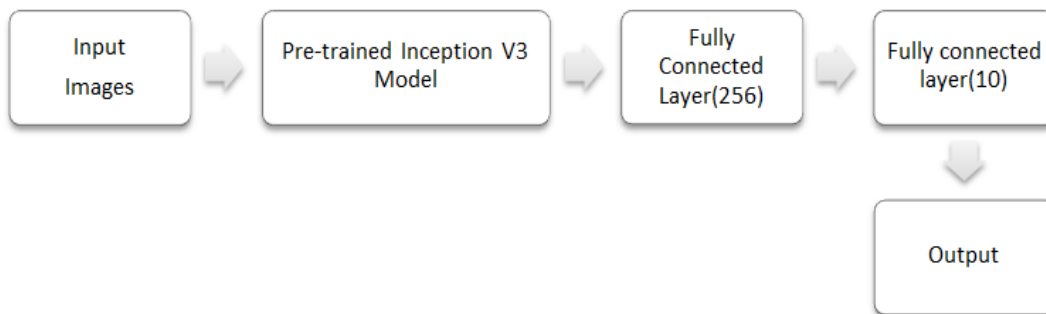 Input
Images
Pre-trained Inception V3
Model
Fully
Connected
Layer(256)
Fully connected
layer(10)
Output